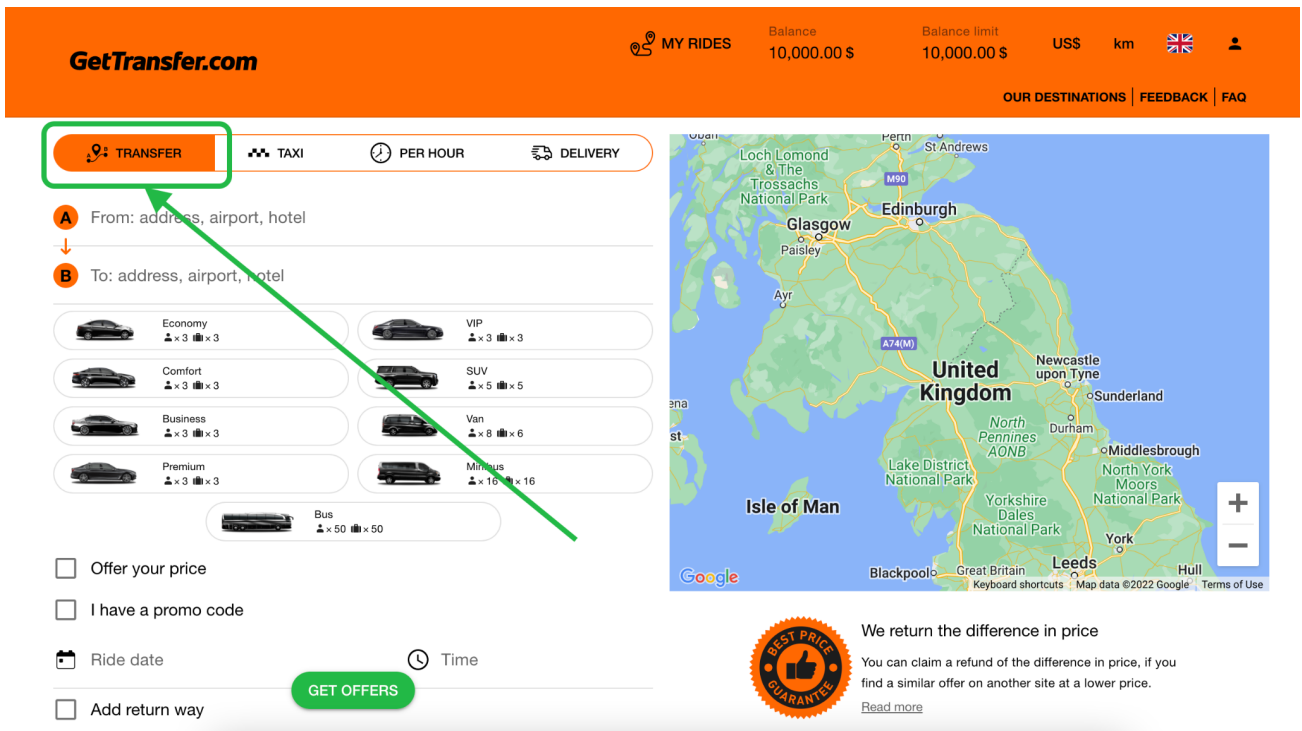 GetTransfer.com
MY RIDES
Balance
10,000.00 $
Balance limit
10,000.00 $
US$
km
OUR DESTINATIONS
FEEDBACK
FAQ
TRANSFER
TAXI
PER HOUR
DELIVERY
A
From: address, airport, hotel
B
To: address, airport, hotel
Economy
× 3 × 3
VIP
× 3 × 3
Comfort
× 3 × 3
SUV
× 5 × 5
Business
× 3 × 3
Van
× 8 × 6
Premium
× 3 × 3
Minibus
× 16 × 16
Bus
× 50 × 50
Offer your price
I have a promo code
Ride date
Time
GET OFFERS
Add return way
Oban
Perth
St Andrews
Loch Lomond
& The
Trossachs
National Park
M90
Edinburgh
Glasgow
Paisley
Ayr
A74(M)
United
Kingdom
Newcastle
upon Tyne
Sunderland
ena
st
North
Pennines
AONB
Durham
Middlesbrough
Lake District
National Park
North York
Moors
National Park
Isle of Man
Yorkshire
Dales
National Park
York
Blackpool
Great Britain
Leeds
Hull
Google
Keyboard shortcuts
Map data ©2022 Google
Terms of Use
BEST PRICE
GUARANTEE
We return the difference in price
You can claim a refund of the difference in price, if you
find a similar offer on another site at a lower price.
Read more